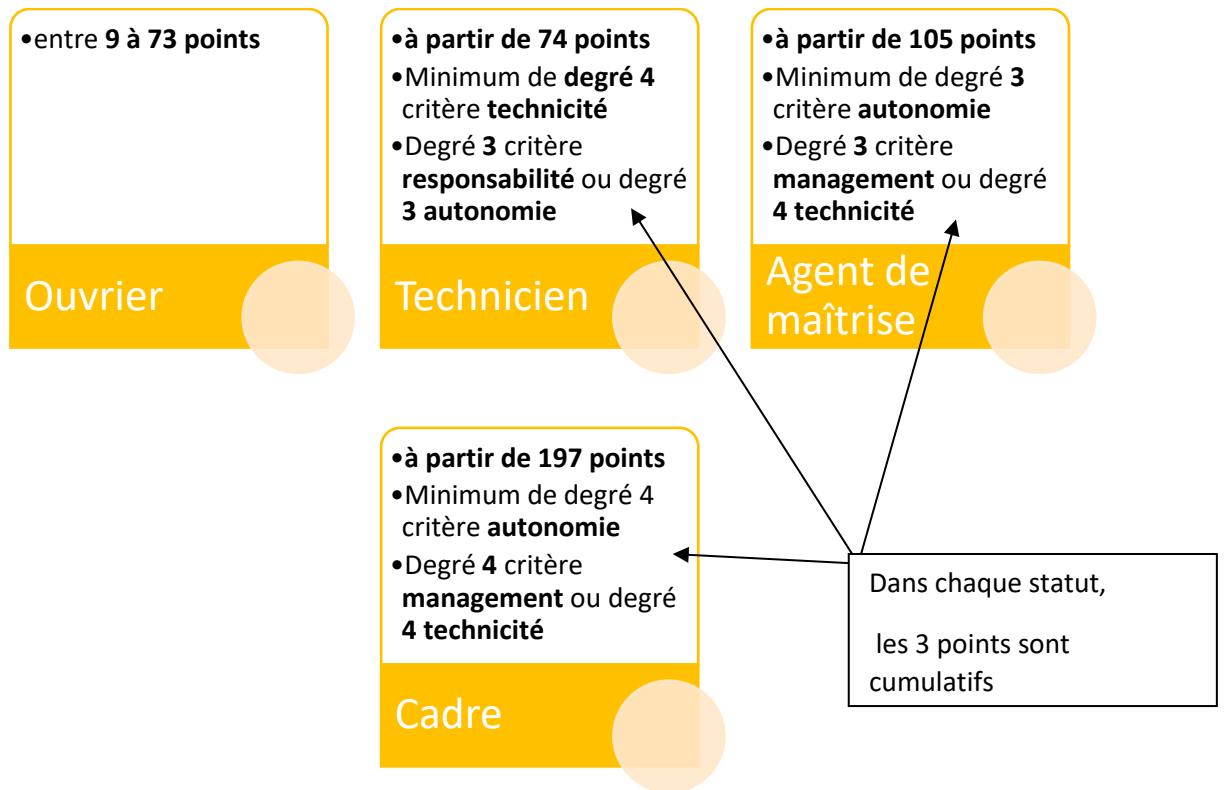 •entre 9 à 73 points
Ouvrier
•à partir de 74 points
•Minimum de degré 4
critère technicité
•Degré 3 critère
responsabilité ou degré
3 autonomie
Technicien
•à partir de 105 points
•Minimum de degré 3
critère autonomie
•Degré 3 critère
management ou degré
4 technicité
Agent de
maîtrise
•à partir de 197 points
•Minimum de degré 4
critère autonomie
•Degré 4 critère
management ou degré
4 technicité
Cadre
Dans chaque statut,
les 3 points sont
cumulatifs